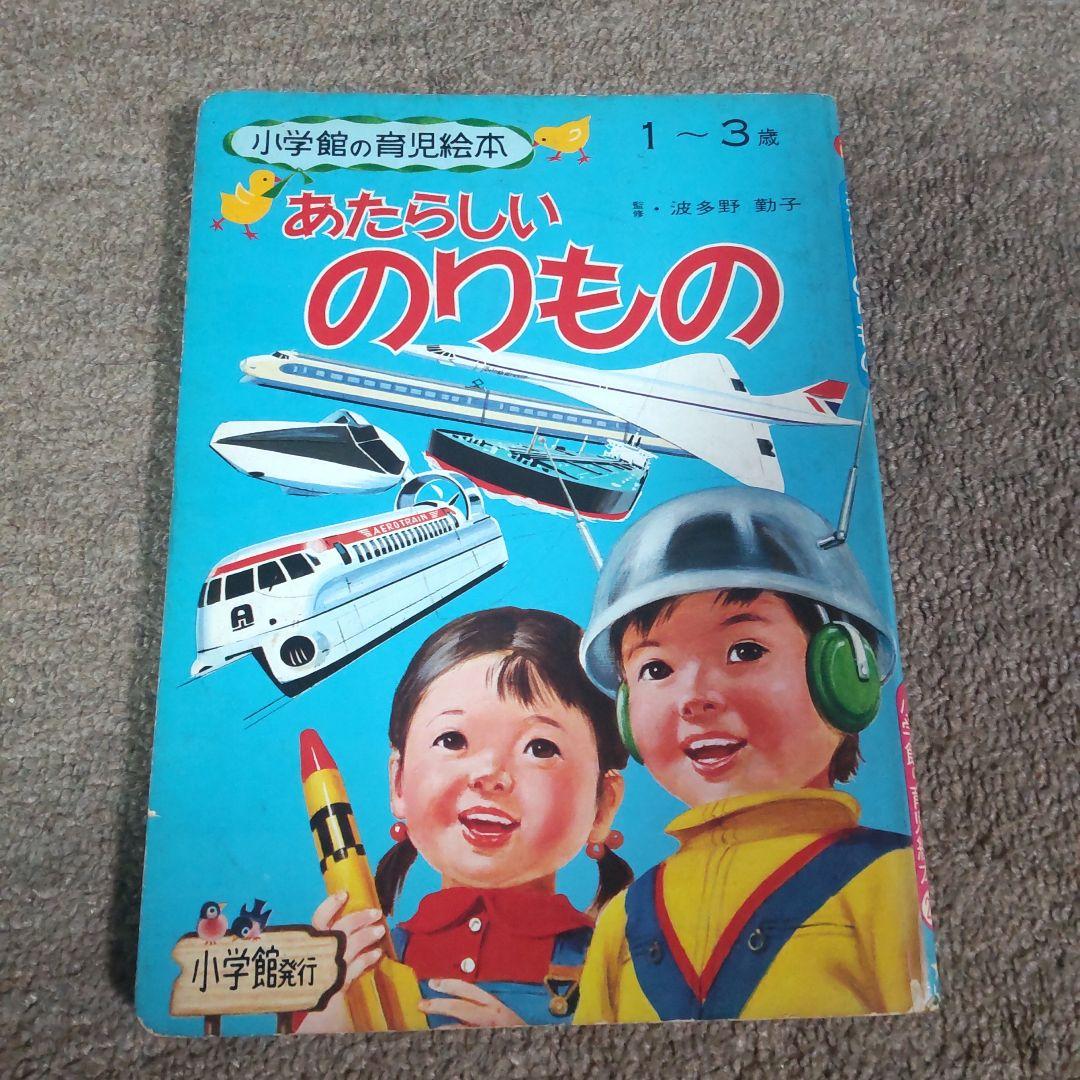 小学館の育児絵本
1～3歳
あたらしい
監修・波多野 勤子
のりもの
AEROTRAIN
A
小学館発行